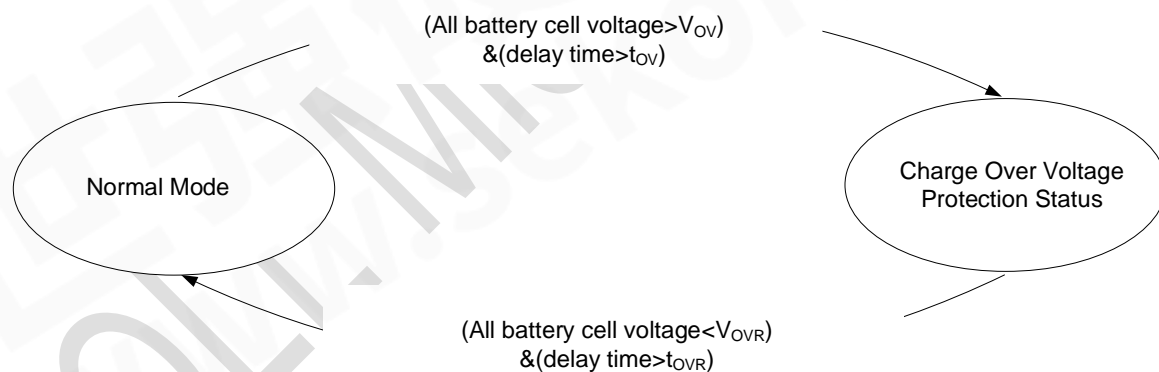 (All battery cell voltage>V_OV)
&(delay time>t_OV)
Normal Mode
Charge Over Voltage
Protection Status
(All battery cell voltage<V_OVR)
&(delay time>t_OVR)